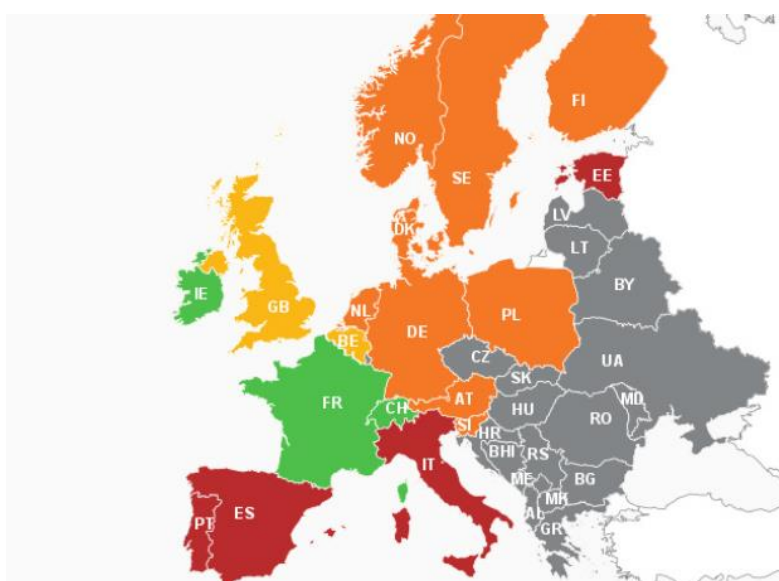 FI
NO
SE
EE
LV
LT
DK
BY
IE
GB
NL
DE
PL
BE
CZ
UA
SK
FR
CH
AT
HU
MD
RO
SI
HR
BHI
RS
IT
ME
BG
MK
AL
GR
PT
ES